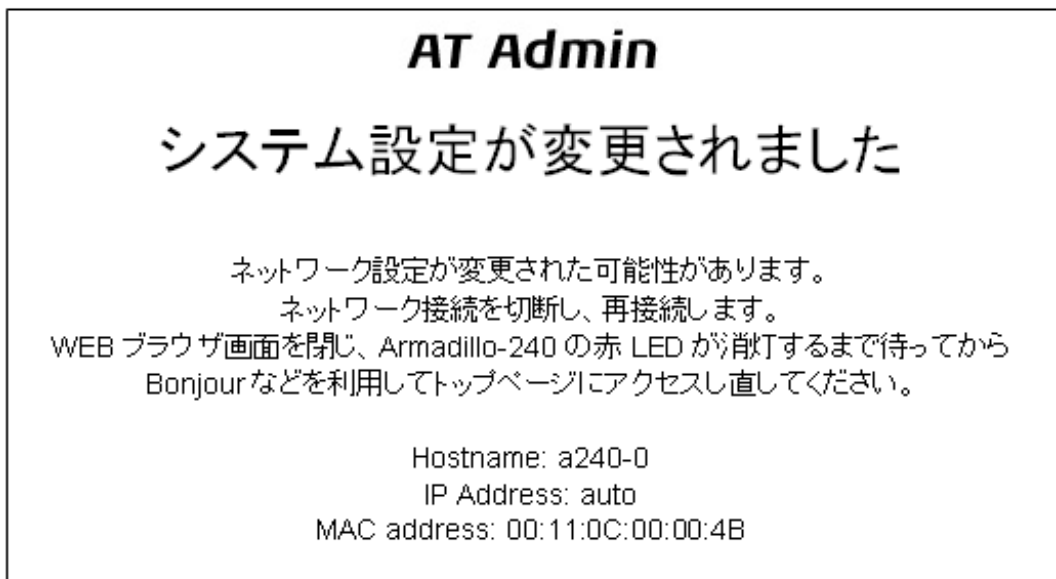 AT Admin
システム設定が変更されました
ネットワーク設定が変更された可能性があります。
ネットワーク接続を切断し、再接続します。
WEB ブラウザ画面を閉じ、Armadillo-240 の赤 LED が消灯するまで待ってから
Bonjour などを利用してトップページにアクセスし直してください。
Hostname: a240-0
IP Address: auto
MAC address: 00:11:0C:00:00:4B